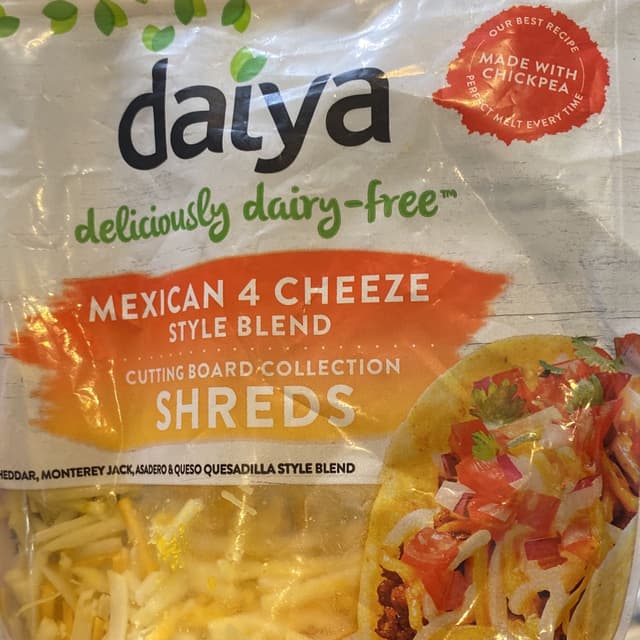 OUR BEST RECIPE
MADE WITH
CHICKPEA
PERFECT MELT EVERY TIME
daiya
deliciously dairy-free™
MEXICAN 4 CHEEZE
STYLE BLEND
CUTTING BOARD COLLECTION
SHREDS
HEDDAR, MONTEREY JACK, ASADERO & QUESO QUESADILLA STYLE BLEND